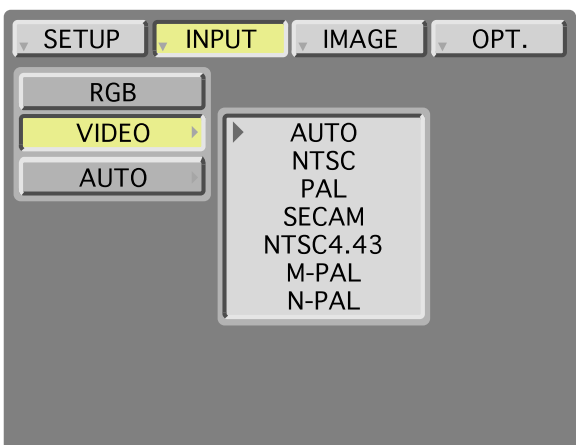 SETUP INPUT IMAGE OPT.
RGB
VIDEO
AUTO
AUTO
NTSC
PAL
SECAM
NTSC4.43
M-PAL
N-PAL